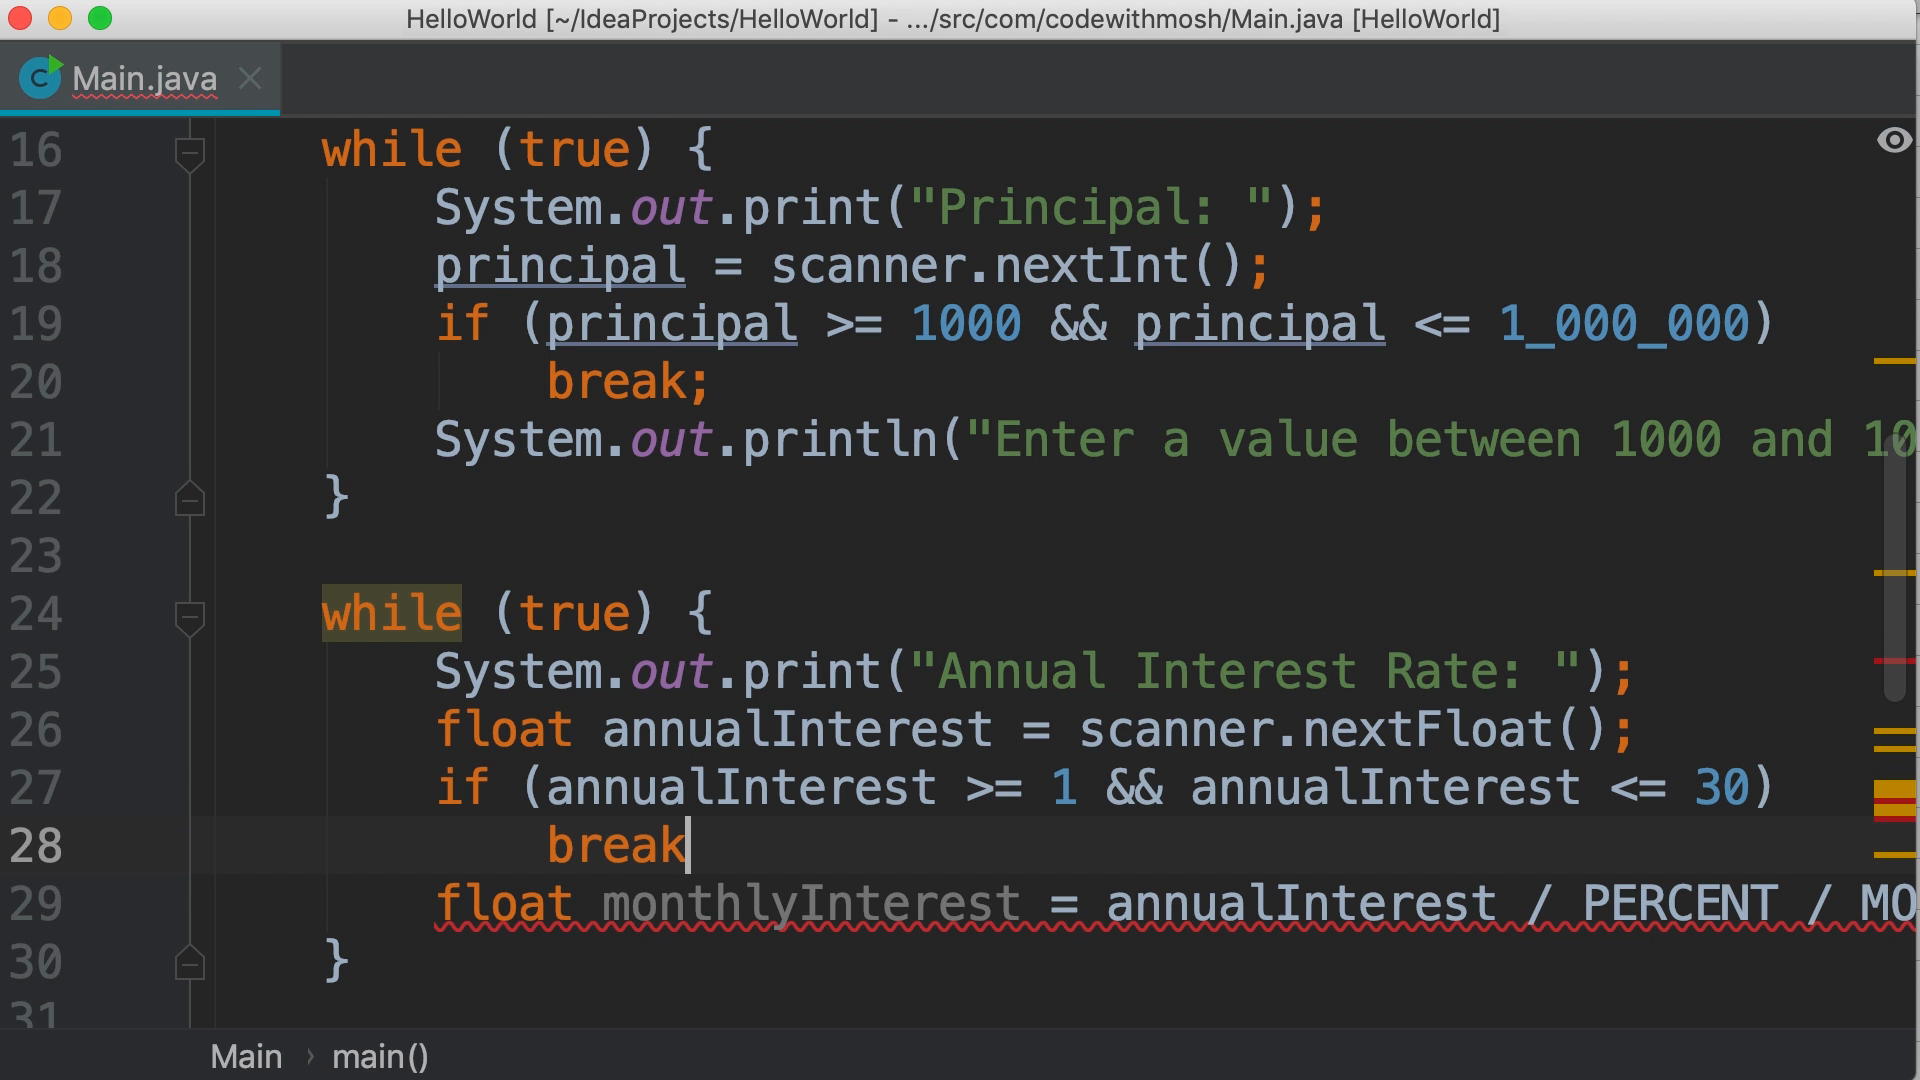 HelloWorld [~/IdeaProjects/HelloWorld] - .../src/com/codewithmosh/Main.java [HelloWorld]
C Main.java
16 while (true) {
17 System.out.print("Principal: ");
18 principal = scanner.nextInt();
19 if (principal >= 1000 && principal <= 1_000_000)
20 break;
21 System.out.println("Enter a value between 1000 and 10
22 }
23
24 while (true) {
25 System.out.print("Annual Interest Rate: ");
26 float annualInterest = scanner.nextFloat();
27 if (annualInterest >= 1 && annualInterest <= 30)
28 break
29 float monthlyInterest = annualInterest / PERCENT / MO
30 }
31
Main › main()